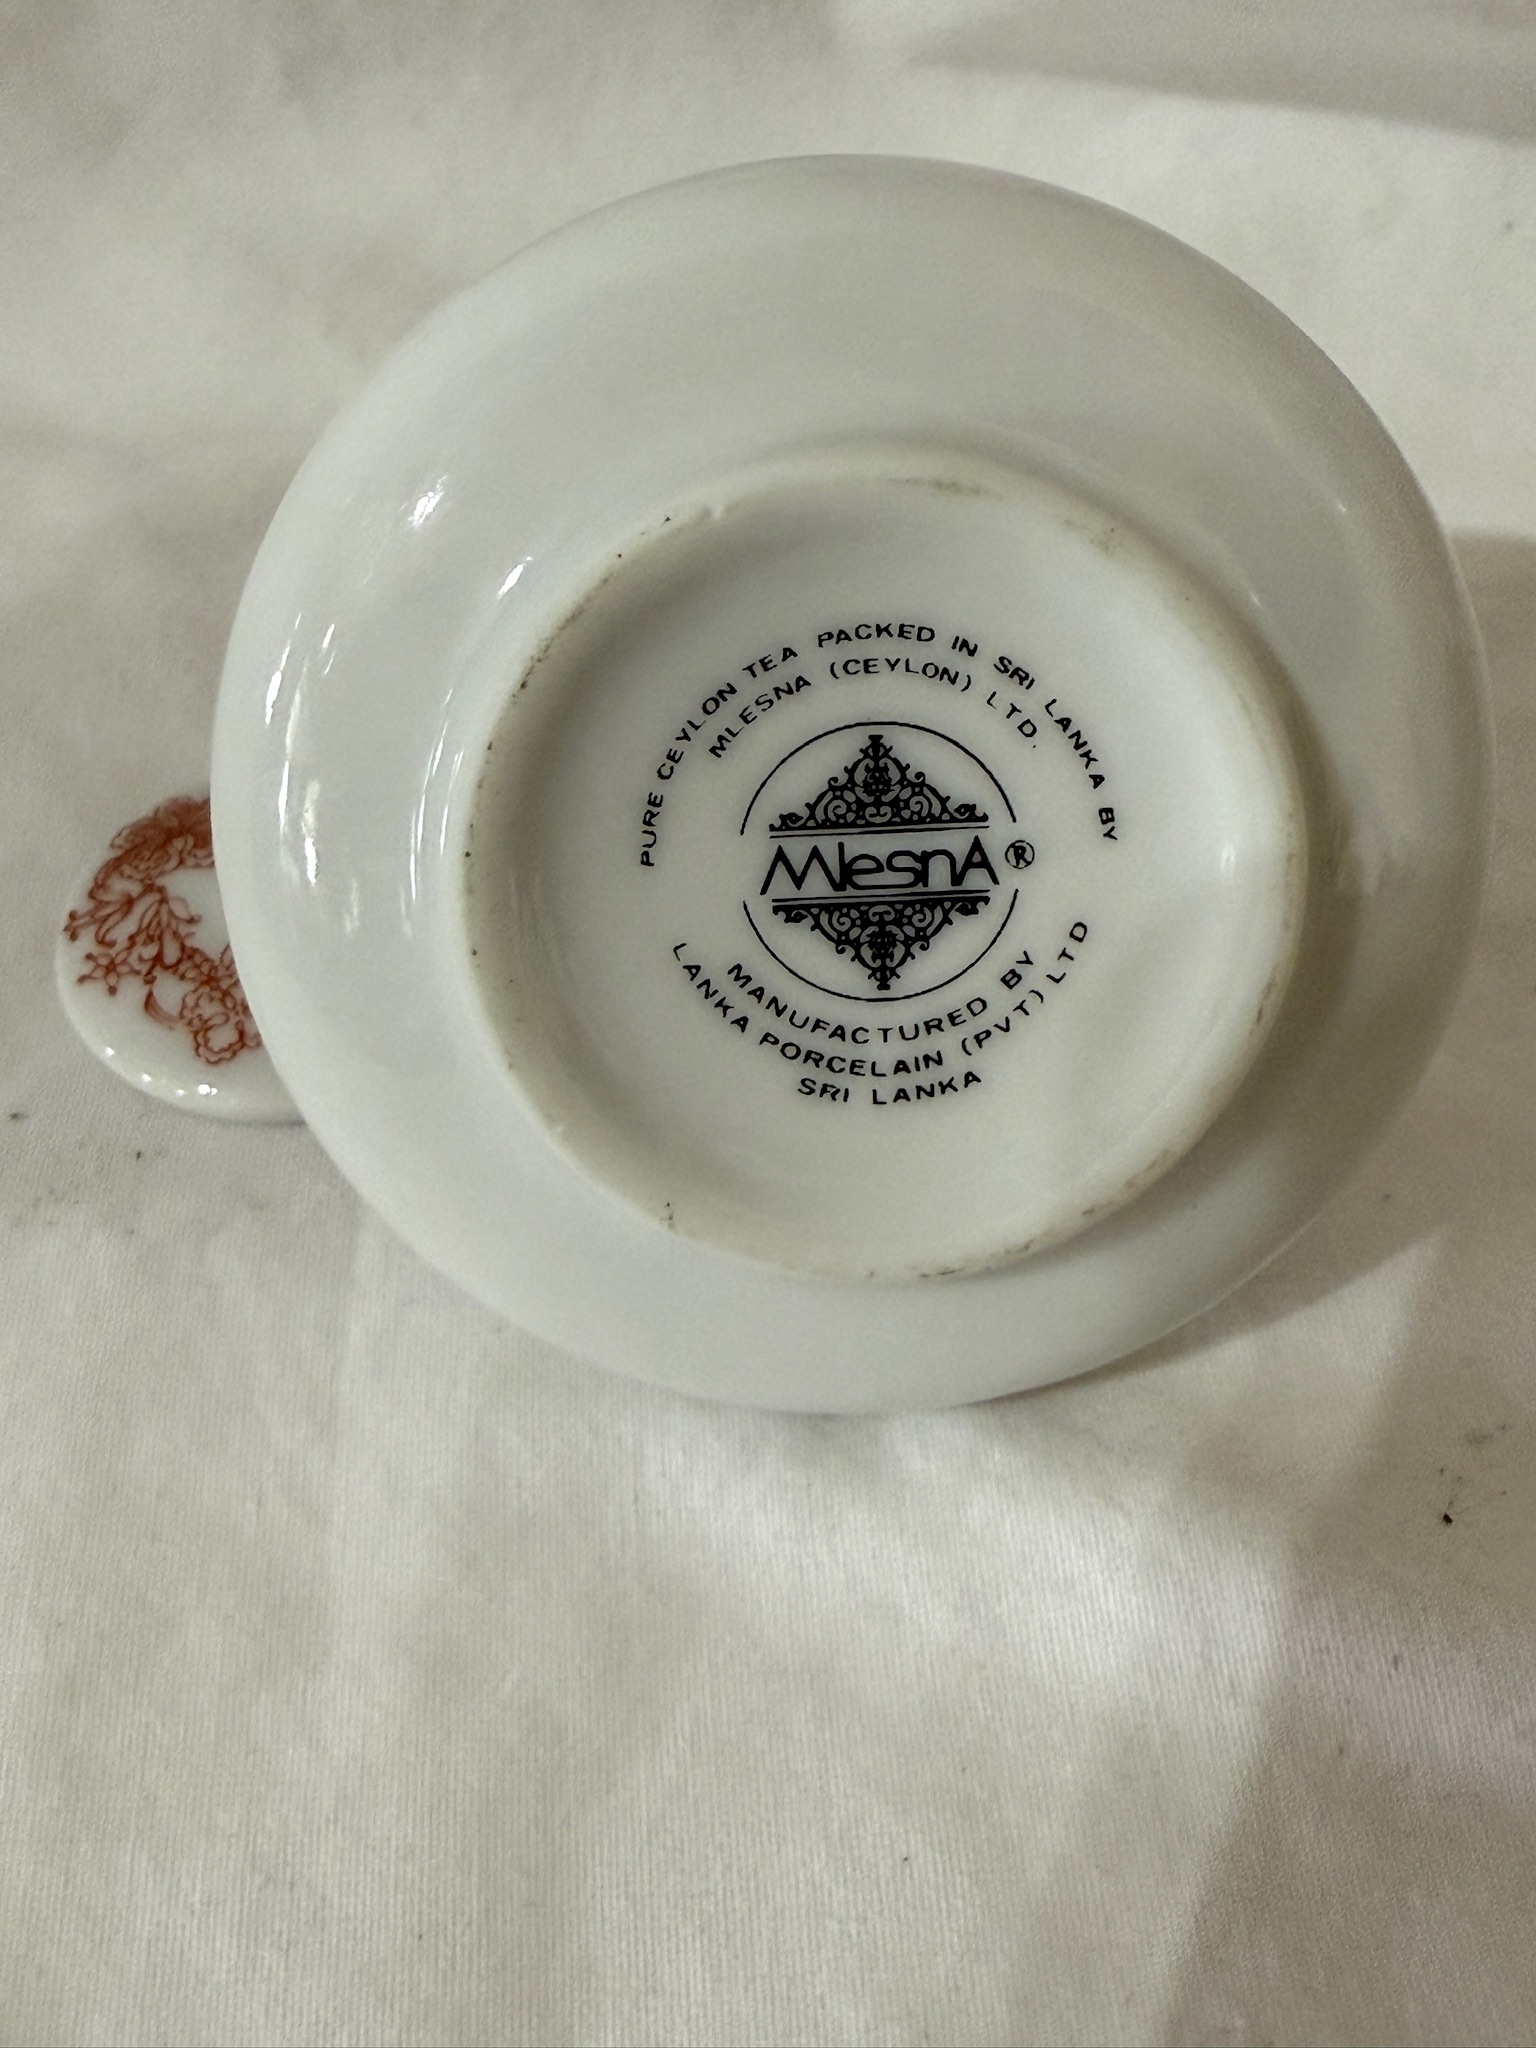 PURE CEYLON TEA PACKED IN SRI LANKA BY
MLESNA (CEYLON) LTD.
MlesnA ®
MANUFACTURED BY
LANKA PORCELAIN (PVT) LTD
SRI LANKA